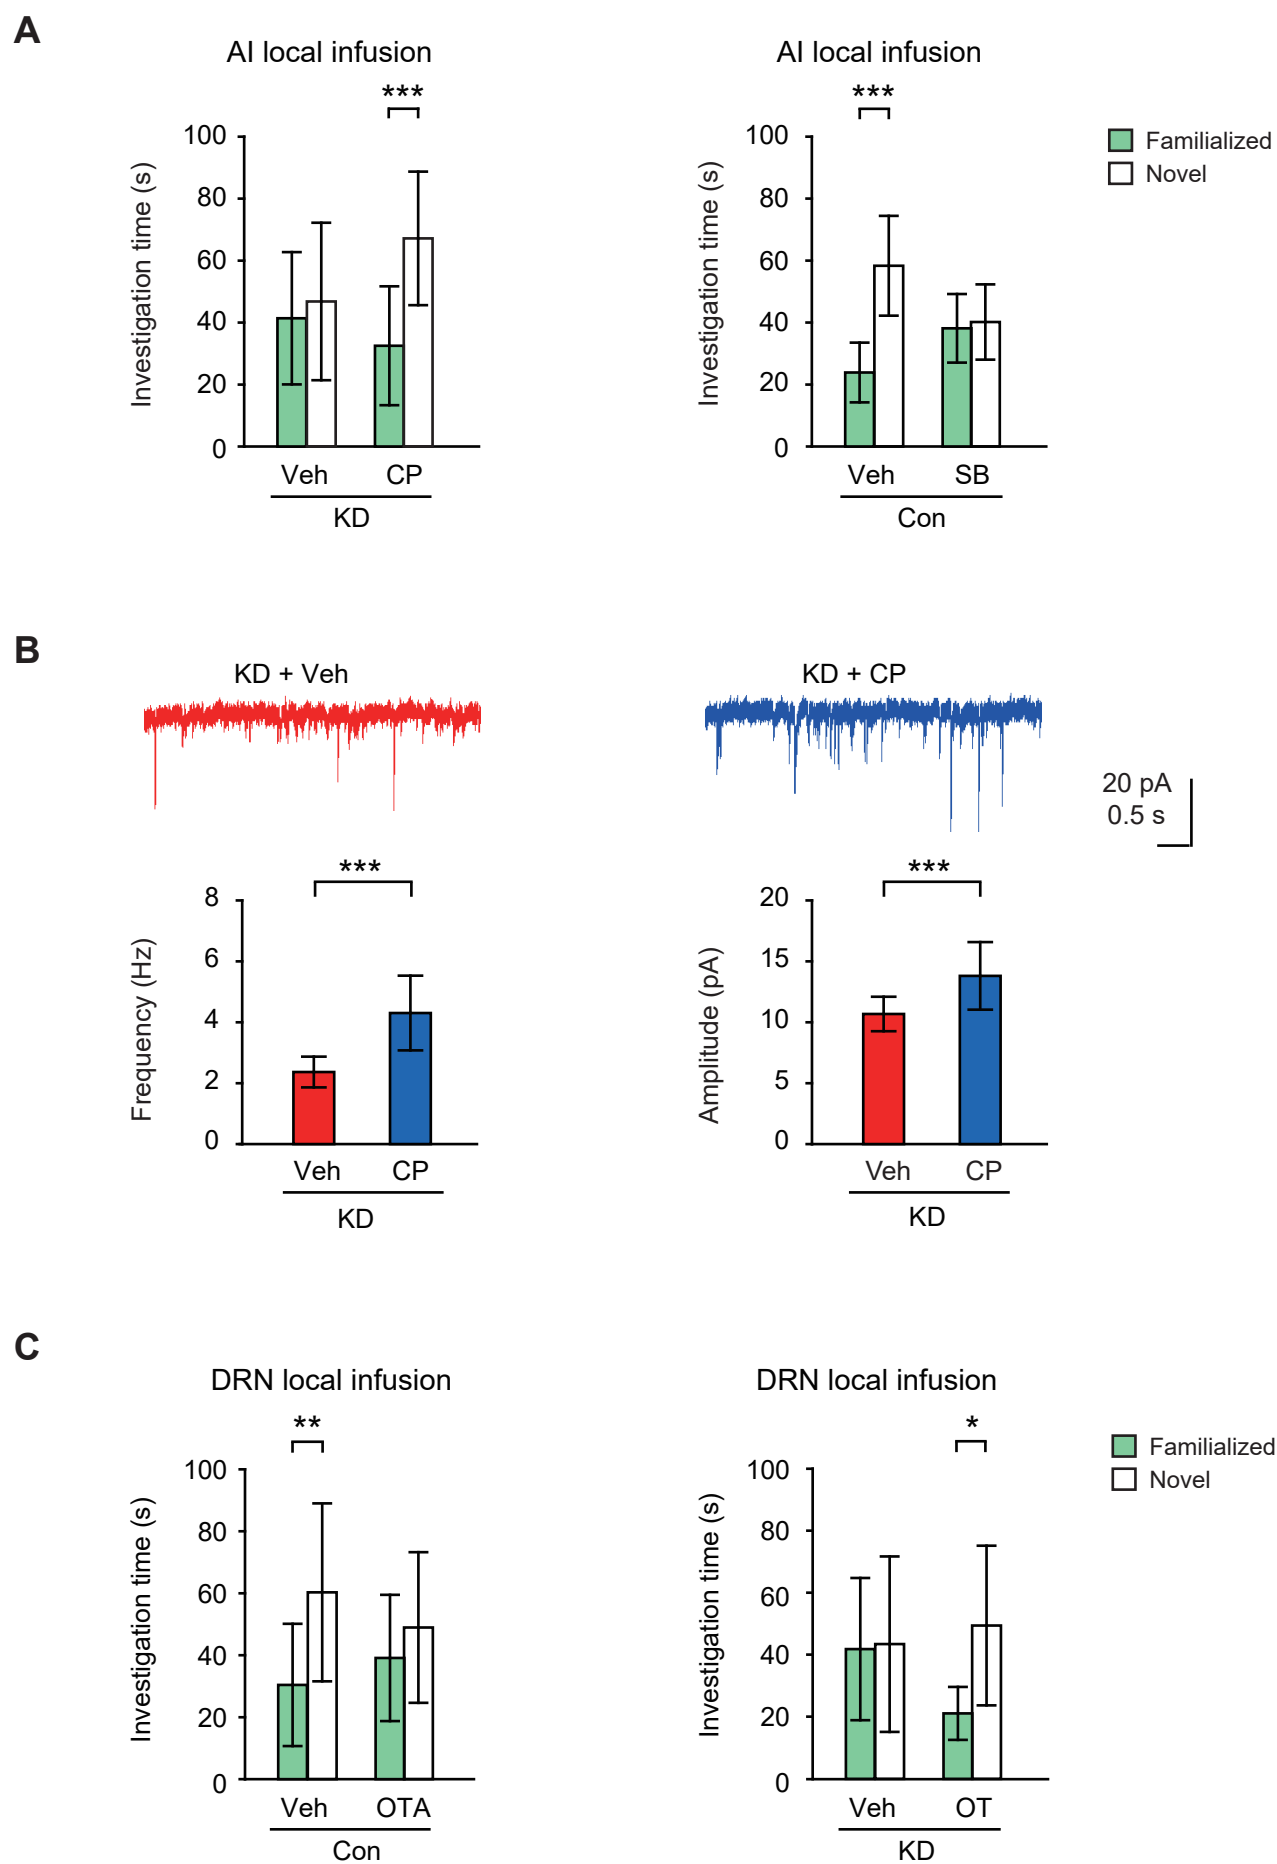 A
AI local infusion
***
100
80
60
40
20
0
Investigation time (s)
Veh CP
KD
AI local infusion
***
100
80
60
40
20
0
Investigation time (s)
Veh SB
Con
Familialized
Novel
B
KD + Veh
KD + CP
20 pA
0.5 s
***
8
6
4
2
0
Frequency (Hz)
Veh CP
KD
***
20
15
10
5
0
Amplitude (pA)
Veh CP
KD
C
DRN local infusion
**
100
80
60
40
20
0
Investigation time (s)
Veh OTA
Con
DRN local infusion
*
100
80
60
40
20
0
Investigation time (s)
Veh OT
KD
Familialized
Novel